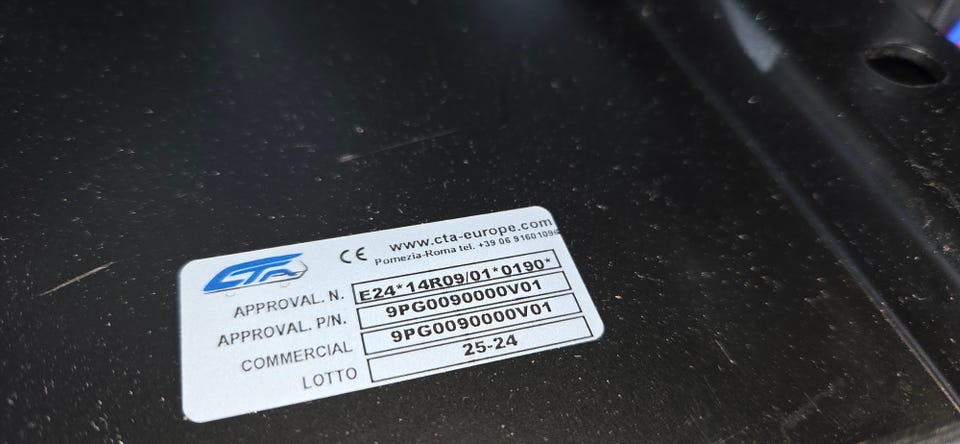 CTA
CE www.cta-europe.com
Pomezia-Roma tel. +39 06 9160109
APPROVAL. N. E24*14R09/01*0190*
APPROVAL. P/N. 9PG0090000V01
COMMERCIAL 9PG0090000V01
LOTTO 25-24